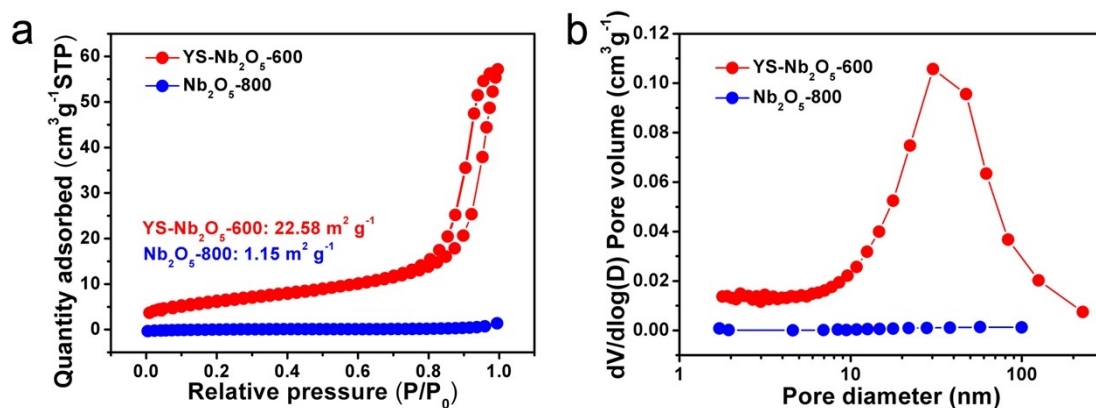 a
Quantity adsorbed (cm³g⁻¹STP)
60
50
40
30
20
10
0
YS-Nb₂O₅-600
Nb₂O₅-800
YS-Nb₂O₅-600: 22.58 m² g⁻¹
Nb₂O₅-800: 1.15 m² g⁻¹
0.0 0.2 0.4 0.6 0.8 1.0
Relative pressure (P/P₀)
b
dV/dlog(D) Pore volume (cm³g⁻¹)
0.12
0.10
0.08
0.06
0.04
0.02
0.00
YS-Nb₂O₅-600
Nb₂O₅-800
1 10 100
Pore diameter (nm)